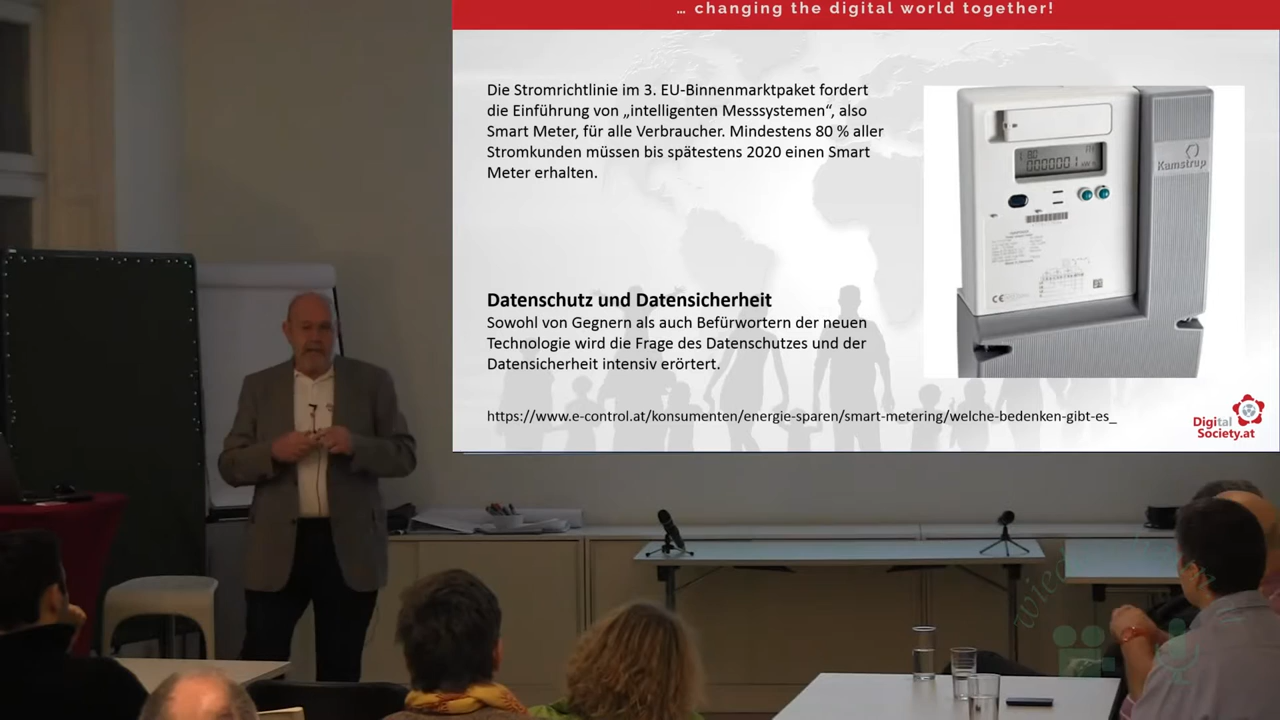 … changing the digital world together!
Die Stromrichtlinie im 3. EU-Binnenmarktpaket fordert
die Einführung von „intelligenten Messsystemen“, also
Smart Meter, für alle Verbraucher. Mindestens 80 % aller
Stromkunden müssen bis spätestens 2020 einen Smart
Meter erhalten.
0000001
Kamstrup
CE
Datenschutz und Datensicherheit
Sowohl von Gegnern als auch Befürwortern der neuen
Technologie wird die Frage des Datenschutzes und der
Datensicherheit intensiv erörtert.
https://www.e-control.at/konsumenten/energie-sparen/smart-metering/welche-bedenken-gibt-es_
Digital
Society.at